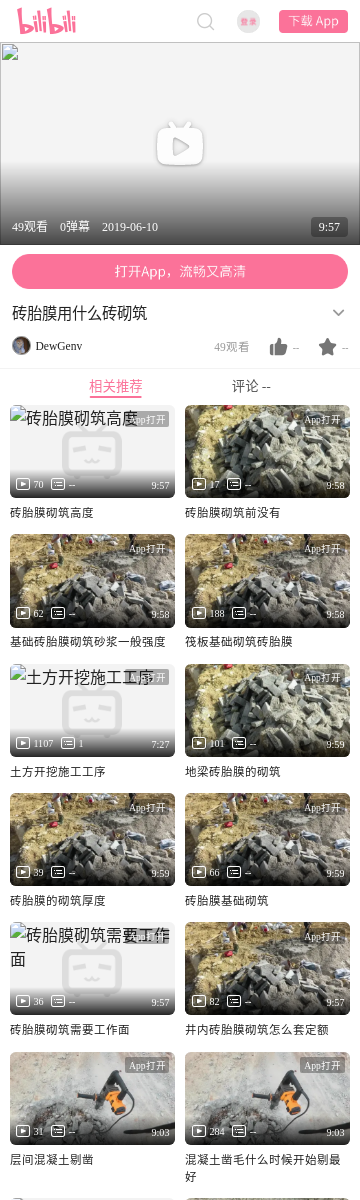 bilibili
登录
下载 App
49观看 0弹幕 2019-06-10
9:57
打开App，流畅又高清
砖胎膜用什么砖砌筑
DewGenv
49观看
--
--
相关推荐
评论 --
砖胎膜砌筑高度
App打开
70 -- 9:57
砖胎膜砌筑高度
App打开
17 -- 9:58
砖胎膜砌筑前没有
App打开
62 -- 9:58
基础砖胎膜砌筑砂浆一般强度
App打开
188 -- 9:58
筏板基础砌筑砖胎膜
土方开挖施工工序
App打开
1107 1 7:27
土方开挖施工工序
App打开
101 -- 9:59
地梁砖胎膜的砌筑
App打开
39 -- 9:59
砖胎膜的砌筑厚度
App打开
66 -- 9:59
砖胎膜基础砌筑
砖胎膜砌筑需要工作
面
App打开
36 -- 9:57
砖胎膜砌筑需要工作面
App打开
82 -- 9:57
井内砖胎膜砌筑怎么套定额
App打开
31 -- 9:03
层间混凝土剔凿
App打开
284 -- 9:03
混凝土凿毛什么时候开始剔最
好